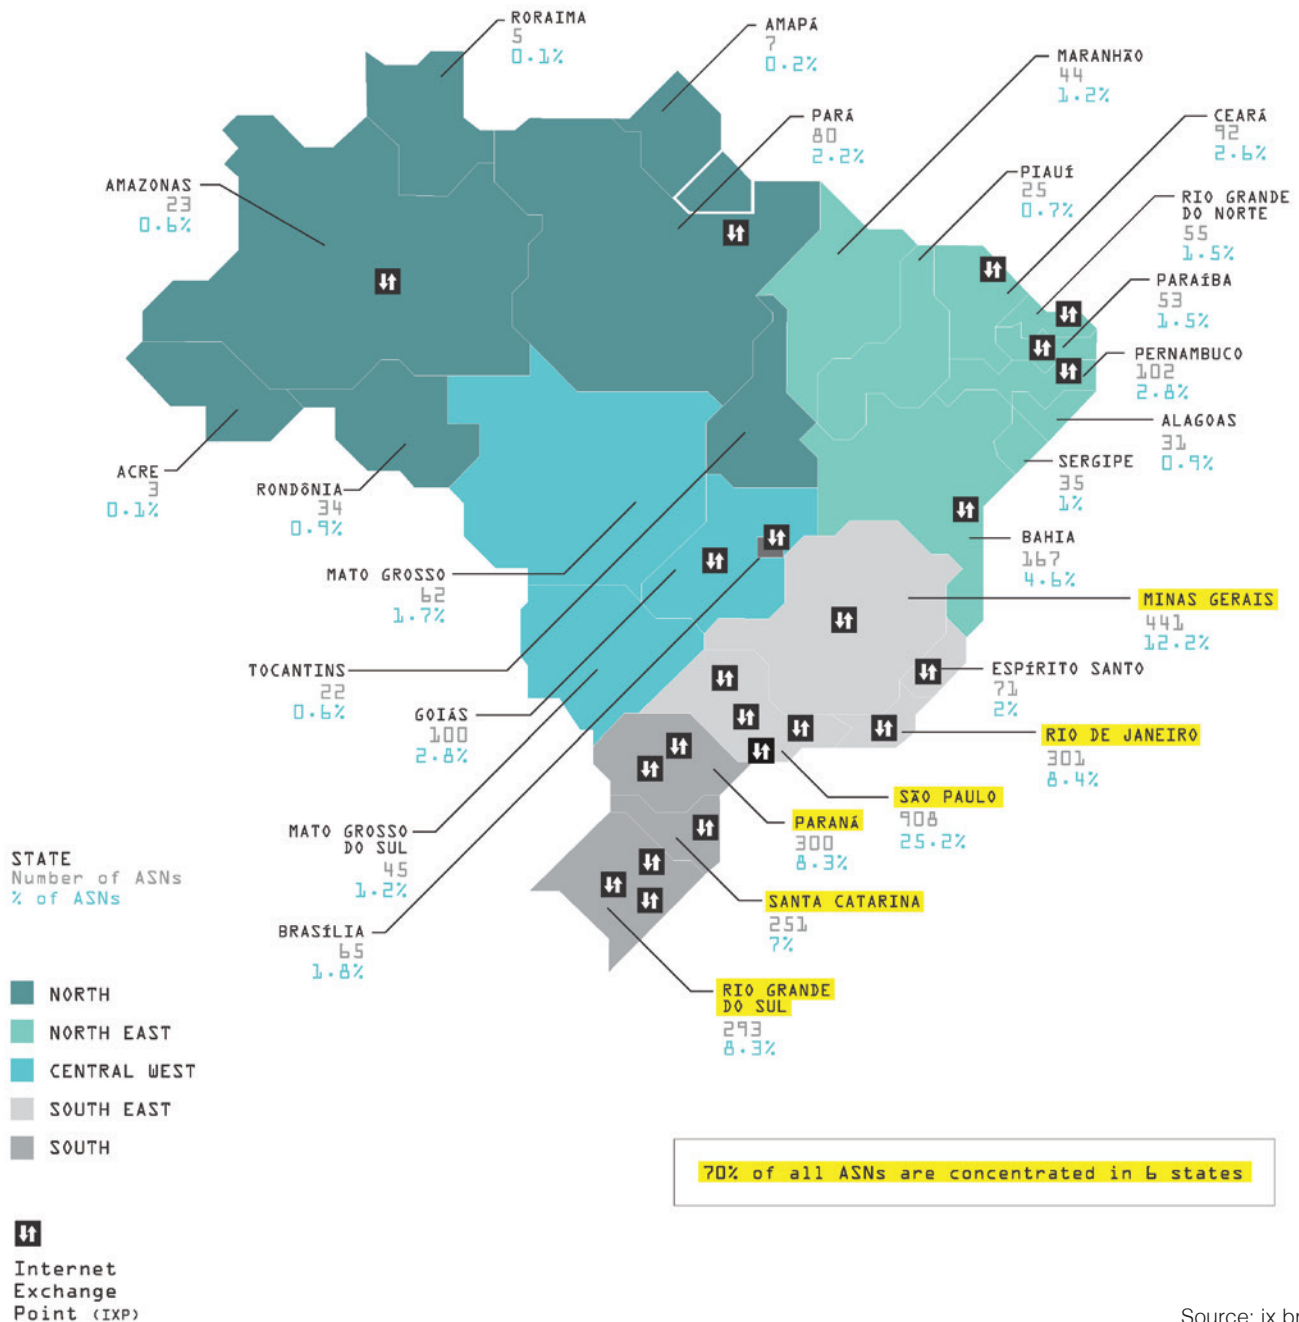 RORAIMA
5
0.1%
AMAPÁ
7
0.2%
MARANHÃO
44
1.2%
PARÁ
80
2.2%
CEARÁ
92
2.6%
PIAUÍ
25
0.7%
AMAZONAS
23
0.6%
RIO GRANDE
DO NORTE
55
1.5%
PARAÍBA
53
1.5%
PERNAMBUCO
102
2.8%
ALAGOAS
31
0.9%
SERGIPE
35
1%
ACRE
3
0.1%
RONDÔNIA
34
0.9%
BAHIA
167
4.6%
MATO GROSSO
62
1.7%
MINAS GERAIS
441
12.2%
TOCANTINS
22
0.6%
ESPÍRITO SANTO
71
2%
GOIÁS
100
2.8%
RIO DE JANEIRO
301
8.4%
SÃO PAULO
908
25.2%
PARANÁ
300
8.3%
MATO GROSSO
DO SUL
45
1.2%
SANTA CATARINA
251
7%
BRASÍLIA
65
1.8%
RIO GRANDE
DO SUL
293
8.3%
STATE
Number of ASNs
% of ASNs
NORTH
NORTH EAST
CENTRAL WEST
SOUTH EAST
SOUTH
70% of all ASNs are concentrated in 6 states
Internet
Exchange
Point (IXP)
Source: ix.br